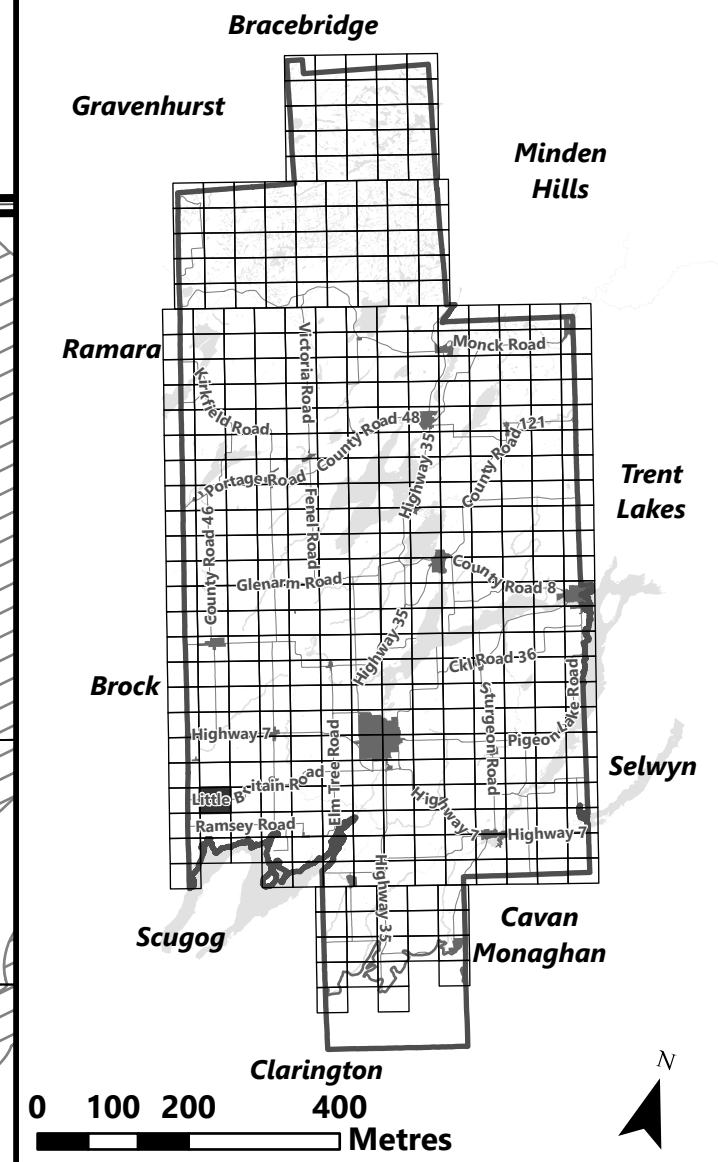 Bracebridge
Gravenhurst
Minden
Hills
Ramara
Monck Road
Victoria Road
Kirkfield Road
County Road 48
121
County Road
Highway 35
Portage Road
Trent
Lakes
Fenel Road
County Road 46
Glenarm Road
County Road 8
Highway 35
CKL Road 36
Brock
Sturgeon Road
Pigeon Lake Road
Highway 7
Elm Tree Road
Selwyn
Little Britain Road
Highway 7
Ramsey Road
Highway 7
Highway 35
Scugog
Cavan
Monaghan
Clarington
N
0 100 200 400
Metres